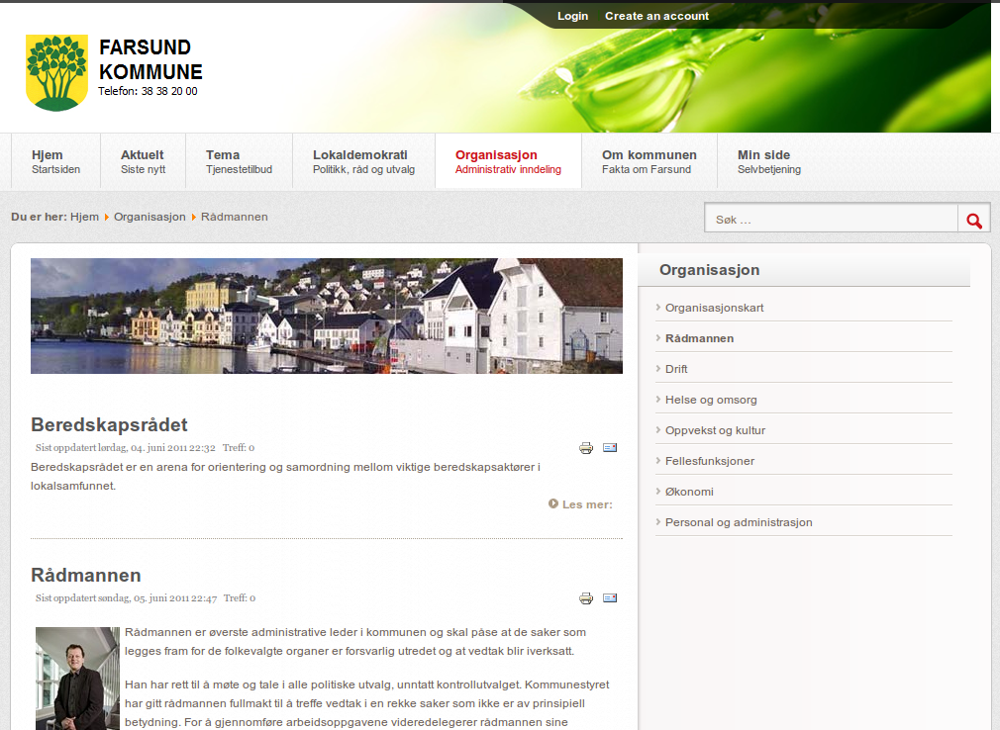 Login Create an account
FARSUND
KOMMUNE
Telefon: 38 38 20 00
Hjem Aktuelt Tema Lokaldemokrati Organisasjon Om kommunen Min side
Startsiden Siste nytt Tjenestetilbud Politikk, råd og utvalg Administrativ inndeling Fakta om Farsund Selvbetjening
Du er her: Hjem Organisasjon Rådmannen
Søk ...
Beredskapsrådet
Sist oppdatert lørdag, 04. juni 2011 22:32 Treff: 0
Beredskapsrådet er en arena for orientering og samordning mellom viktige beredskapsaktører i
lokalsamfunnet.
Les mer:
Rådmannen
Sist oppdatert søndag, 05. juni 2011 22:47 Treff: 0
Rådmannen er øverste administrative leder i kommunen og skal påse at de saker som
legges fram for de folkevalgte organer er forsvarlig utredet og at vedtak blir iverksatt.
Han har rett til å møte og tale i alle politiske utvalg, unntatt kontrollutvalget. Kommunestyret
har gitt rådmannen fullmakt til å treffe vedtak i en rekke saker som ikke er av prinsipiell
betydning. For å gjennomføre arbeidsoppgavene videredelegerer rådmannen sine
Organisasjon
Organisasjonskart
Rådmannen
Drift
Helse og omsorg
Oppvekst og kultur
Fellesfunksjoner
Økonomi
Personal og administrasjon